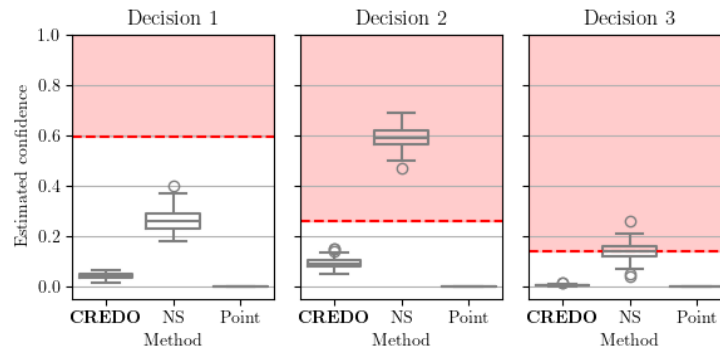 Decision 1
Decision 2
Decision 3
Estimated confidence
1.0
0.8
0.6
0.4
0.2
0.0
CREDO NS Point
CREDO NS Point
CREDO NS Point
Method
Method
Method